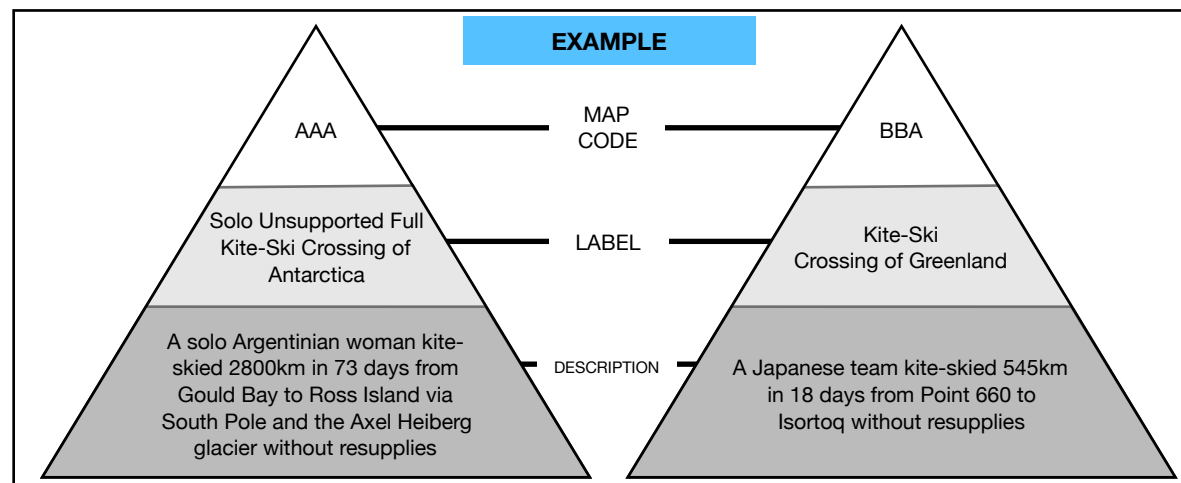 EXAMPLE
AAA
MAP
CODE
BBA
Solo Unsupported Full
Kite-Ski Crossing of
Antarctica
LABEL
Kite-Ski
Crossing of Greenland
A solo Argentinian woman kite-
skied 2800km in 73 days from
Gould Bay to Ross Island via
South Pole and the Axel Heiberg
glacier without resupplies
DESCRIPTION
A Japanese team kite-skied 545km
in 18 days from Point 660 to
Isortoq without resupplies